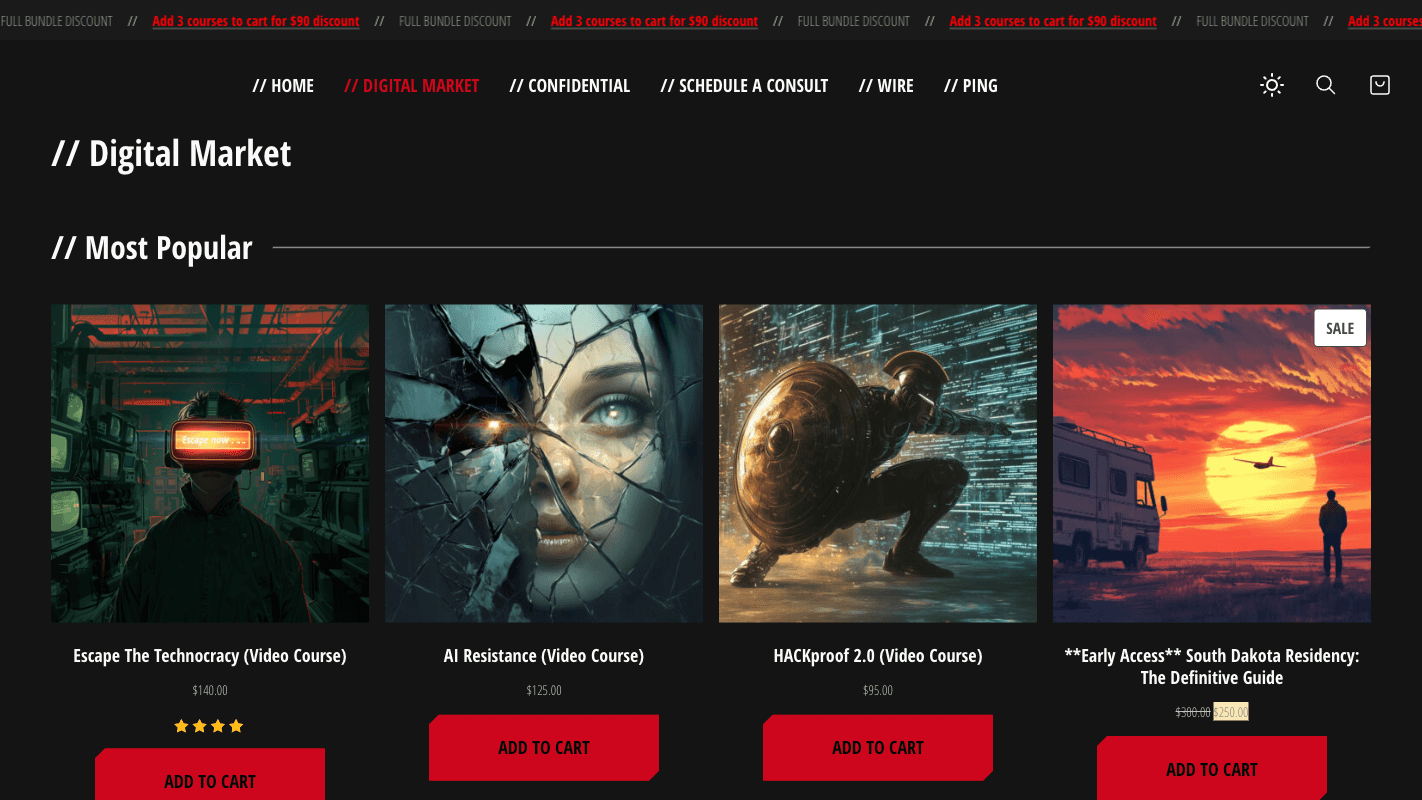 FULL BUNDLE DISCOUNT // Add 3 courses to cart for $90 discount // FULL BUNDLE DISCOUNT // Add 3 courses to cart for $90 discount // FULL BUNDLE DISCOUNT // Add 3 courses to cart for $90 discount // FULL BUNDLE DISCOUNT // Add 3 courses
// HOME // DIGITAL MARKET // CONFIDENTIAL // SCHEDULE A CONSULT // WIRE // PING
// Digital Market
// Most Popular
SALE
Escape now . . .
Escape The Technocracy (Video Course)
$140.00
ADD TO CART
AI Resistance (Video Course)
$125.00
ADD TO CART
HACKproof 2.0 (Video Course)
$95.00
ADD TO CART
**Early Access** South Dakota Residency:
The Definitive Guide
$300.00 $250.00
ADD TO CART